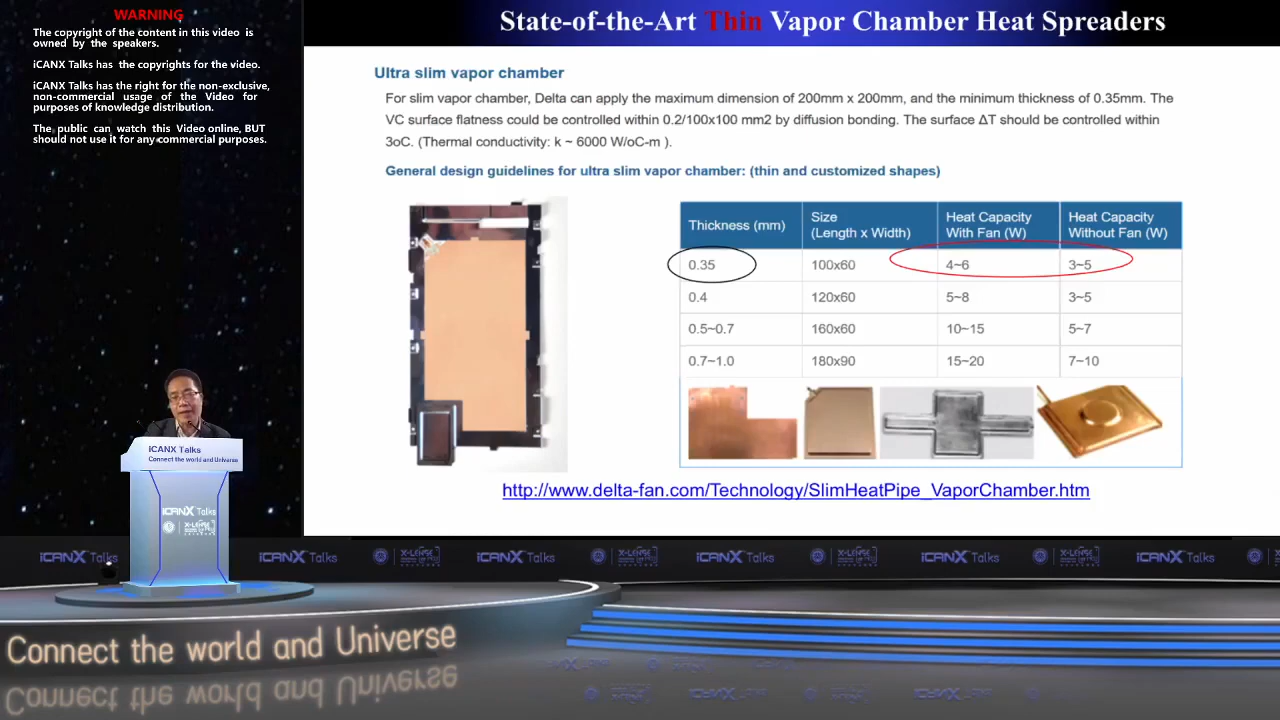 WARNING
The copyright of the content in this video is
owned by the speakers.
iCANX Talks has the copyrights for the video.
iCANX Talks has the right for the non-exclusive,
non-commercial usage of the Video for
purposes of knowledge distribution.
The public can watch this Video online, BUT
should not use it for any commercial purposes.
State-of-the-Art Thin Vapor Chamber Heat Spreaders
Ultra slim vapor chamber
For slim vapor chamber, Delta can apply the maximum dimension of 200mm x 200mm, and the minimum thickness of 0.35mm. The
VC surface flatness could be controlled within 0.2/100x100 mm2 by diffusion bonding. The surface ΔT should be controlled within
3oC. (Thermal conductivity: k ~ 6000 W/oC-m ).
General design guidelines for ultra slim vapor chamber: (thin and customized shapes)
Thickness (mm) Size (Length x Width) Heat Capacity With Fan (W) Heat Capacity Without Fan (W)
0.35 100x60 4~6 3~5
0.4 120x60 5~8 3~5
0.5~0.7 160x60 10~15 5~7
0.7~1.0 180x90 15~20 7~10
http://www.delta-fan.com/Technology/SlimHeatPipe_VaporChamber.htm
iCANX Talks
Connect the world and Universe
iCANX Talks
X-LENSE
iCANX Talks iCANX Talks X-LENSE iCANX Talks X-LENSE iCANX Talks X-LENSE iCANX Talks X-LENSE iCANX Talks
Connect the world and Universe